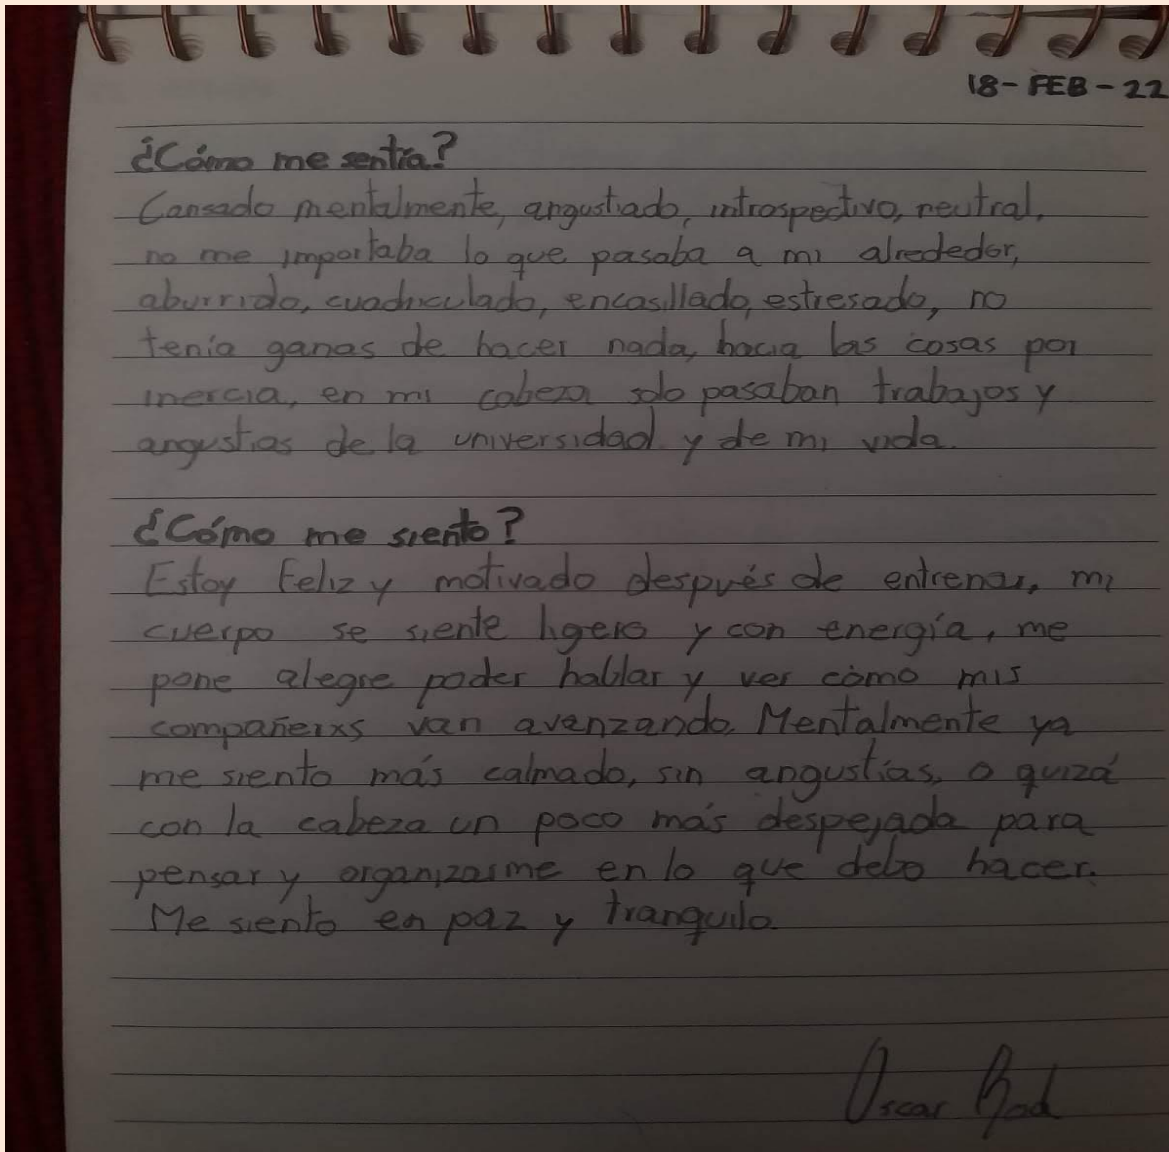 18-FEB-22
¿Cómo me sentía?
Cansado mentalmente, angustiado, introspectivo, neutral,
no me importaba lo que pasaba a mi alrededor,
aburrido, cuadriculado, encasillado, estresado, no
tenía ganas de hacer nada, hacia las cosas por
inercia, en mi cabeza solo pasaban trabajos y
angustias de la universidad y de mi vida.
¿Cómo me siento?
Estoy Feliz y motivado después de entrenar, mi
cuerpo se siente ligero y con energía, me
pone alegre poder hablar y ver cómo mis
compañerxs van avanzando. Mentalmente ya
me siento más calmado, sin angustias, o quizá
con la cabeza un poco más despejada para
pensar y organizarme en lo que debo hacer.
Me siento en paz y tranquilo.
Oscar